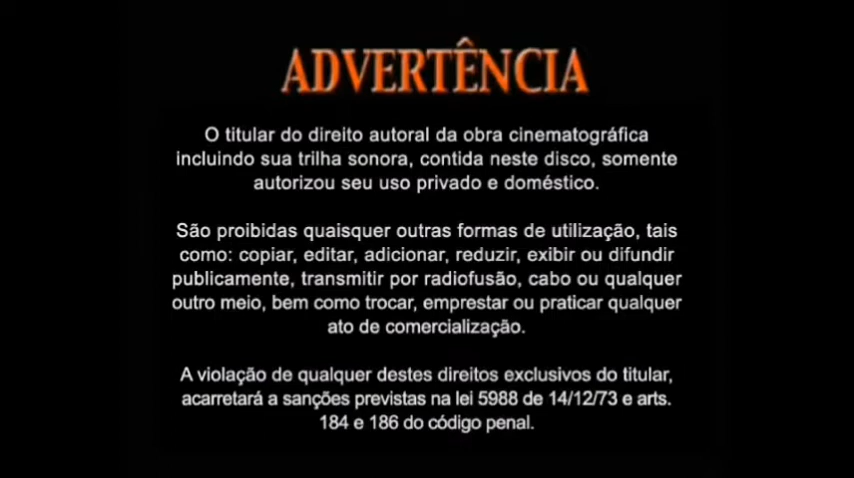 ADVERTÊNCIA
O titular do direito autoral da obra cinematográfica
incluindo sua trilha sonora, contida neste disco, somente
autorizou seu uso privado e doméstico.
São proibidas quaisquer outras formas de utilização, tais
como: copiar, editar, adicionar, reduzir, exibir ou difundir
publicamente, transmitir por radiofusão, cabo ou qualquer
outro meio, bem como trocar, emprestar ou praticar qualquer
ato de comercialização.
A violação de qualquer destes direitos exclusivos do titular,
acarretará a sanções previstas na lei 5988 de 14/12/73 e arts.
184 e 186 do código penal.